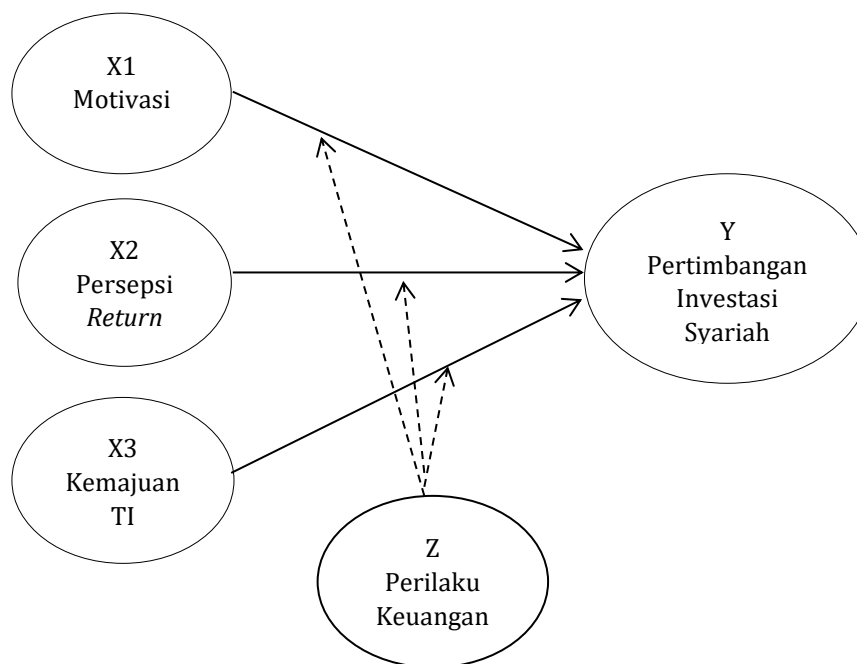 X1
Motivasi
X2
Persepsi
Return
X3
Kemajuan
TI
Y
Pertimbangan
Investasi
Syariah
Z
Perilaku
Keuangan